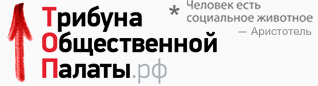 Трибуна
Общественной
Палаты.рф
* Человек есть
социальное животное
— Аристотель